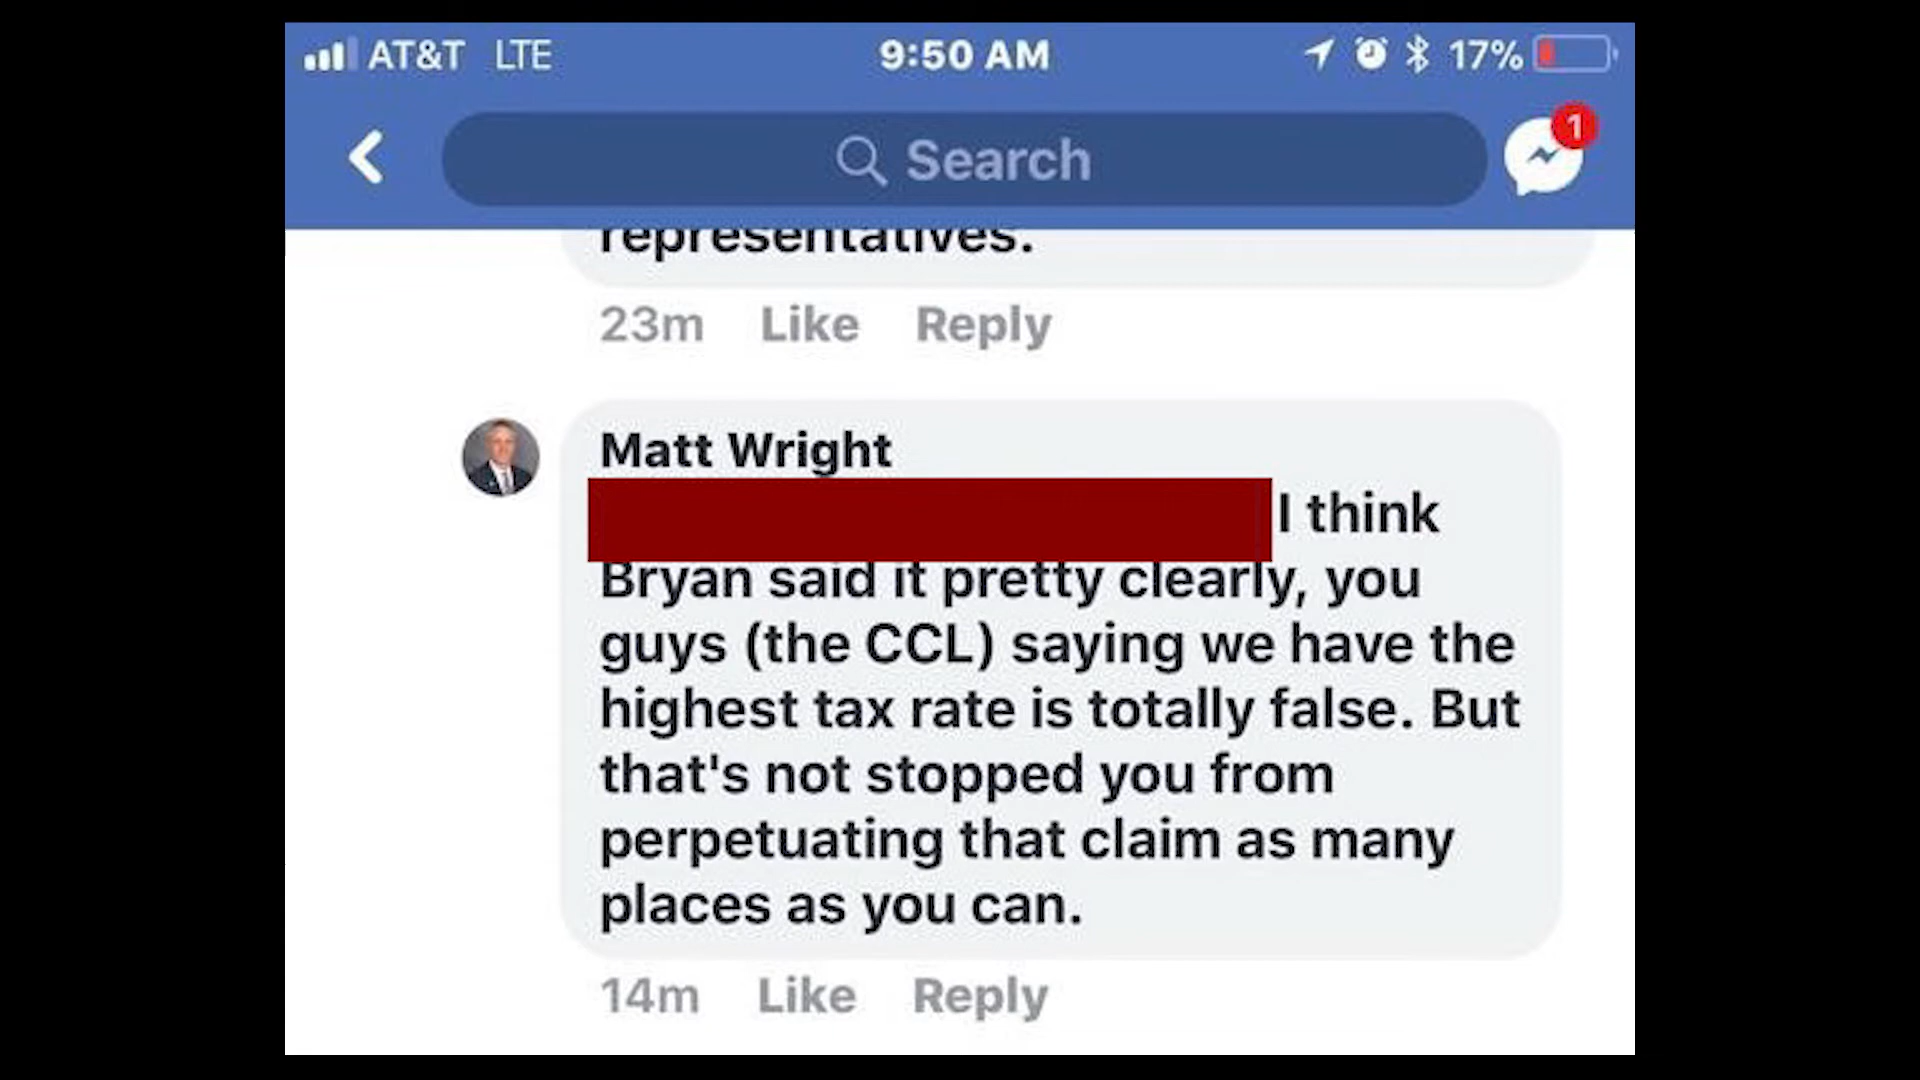 AT&T LTE 9:50 AM 17%
Search
1
representatives.
23m Like Reply
Matt Wright
I think
Bryan said it pretty clearly, you
guys (the CCL) saying we have the
highest tax rate is totally false. But
that's not stopped you from
perpetuating that claim as many
places as you can.
14m Like Reply